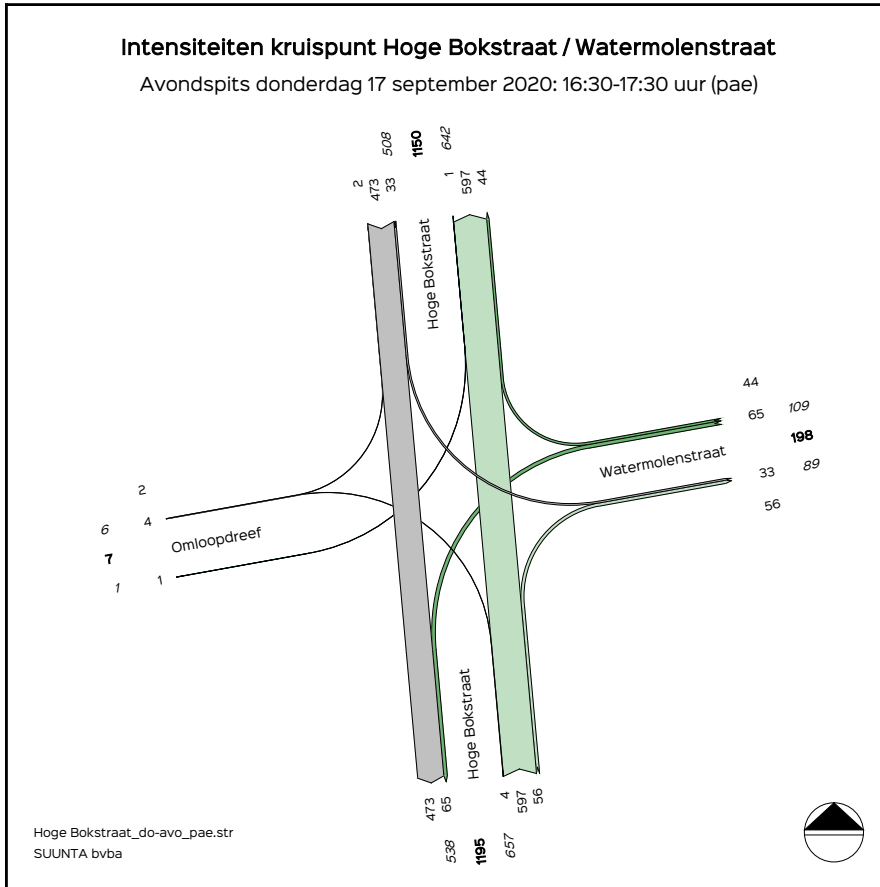 Intensiteiten kruispunt Hoge Bokstraat / Watermolenstraat
Avondspits donderdag 17 september 2020: 16:30-17:30 uur (pae)
508 1150 642
2 473 33 1 597 44
Hoge Bokstraat
44
65 109
198
Watermolenstraat
33 89
56
2
6 4
Omloopdreef
7
1 1
Hoge Bokstraat
473 65 4 597 56
538 1195 657
Hoge Bokstraat_do-avo_pae.str
SUUNTA bvba